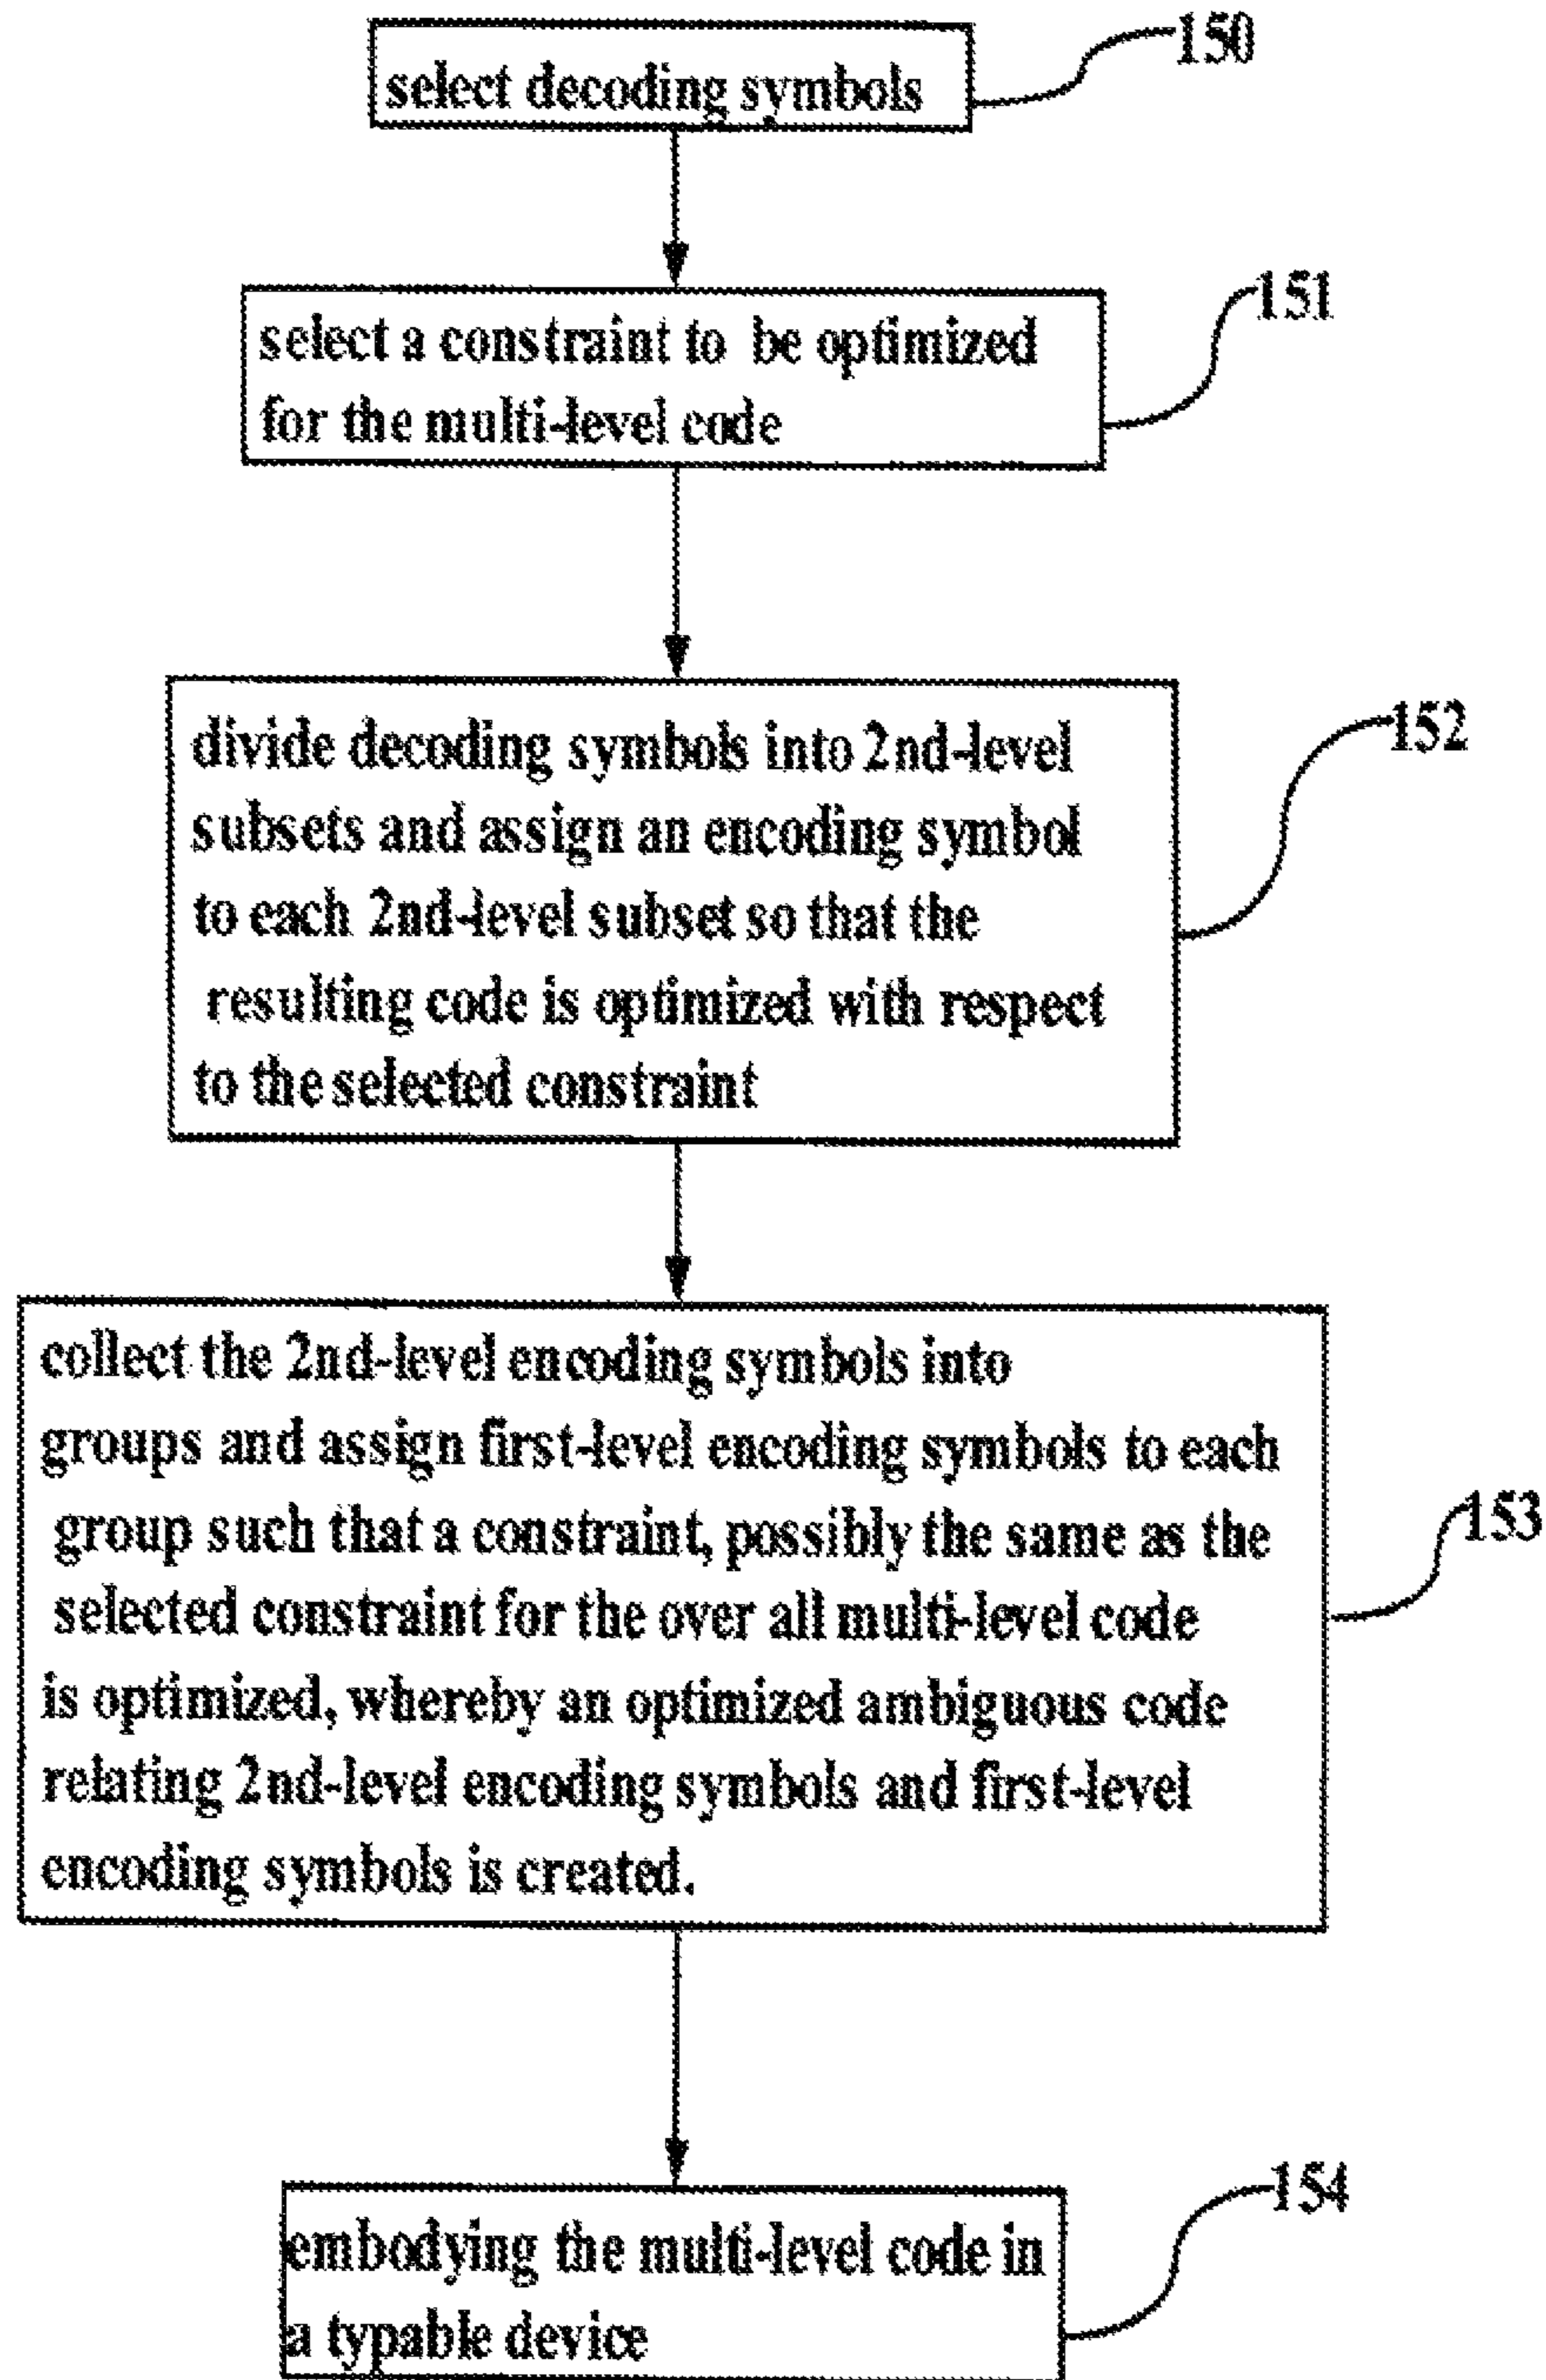 select decoding symbols
150
select a constraint to be optimized
for the multi-level code
151
divide decoding symbols into 2nd-level
subsets and assign an encoding symbol
to each 2nd-level subset so that the
resulting code is optimized with respect
to the selected constraint
152
collect the 2nd-level encoding symbols into
groups and assign first-level encoding symbols to each
group such that a constraint, possibly the same as the
selected constraint for the over all multi-level code
is optimized, whereby an optimized ambiguous code
relating 2nd-level encoding symbols and first-level
encoding symbols is created.
153
embodying the multi-level code in
a typable device
154